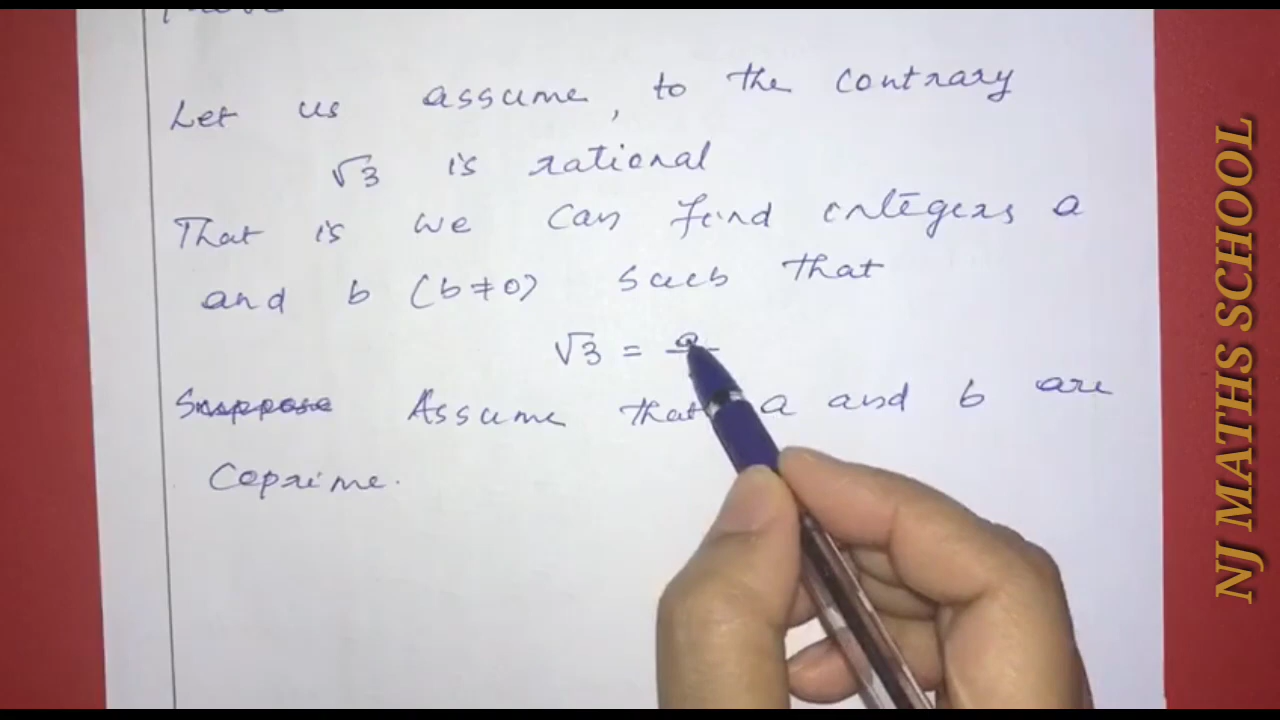 Let us assume, to the contrary
√3 is rational
That is we can find integers a
and b (b≠0) such that
√3 = a
Suppose Assume that a and b are
Coprime.
NJ MATHS SCHOOL